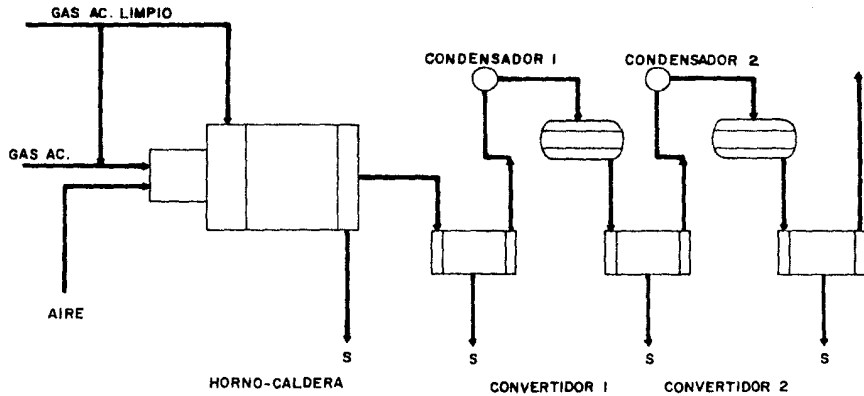 GAS AC. LIMPIO
CONDENSADOR 1
CONDENSADOR 2
GAS AC.
AIRE
S
S
S
S
HORNO-CALDERA
CONVERTIDOR 1
CONVERTIDOR 2